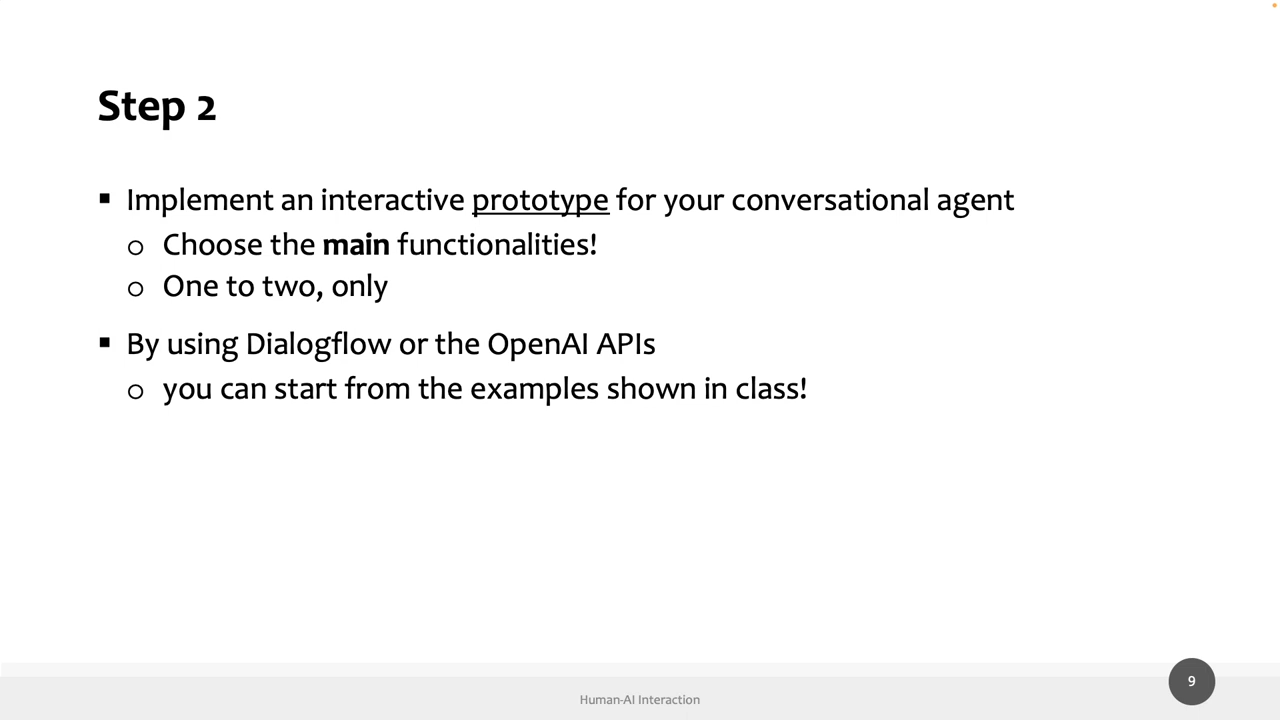 Step 2
▪ Implement an interactive prototype for your conversational agent
o Choose the main functionalities!
o One to two, only
▪ By using Dialogflow or the OpenAI APIs
o you can start from the examples shown in class!
9
Human-AI Interaction